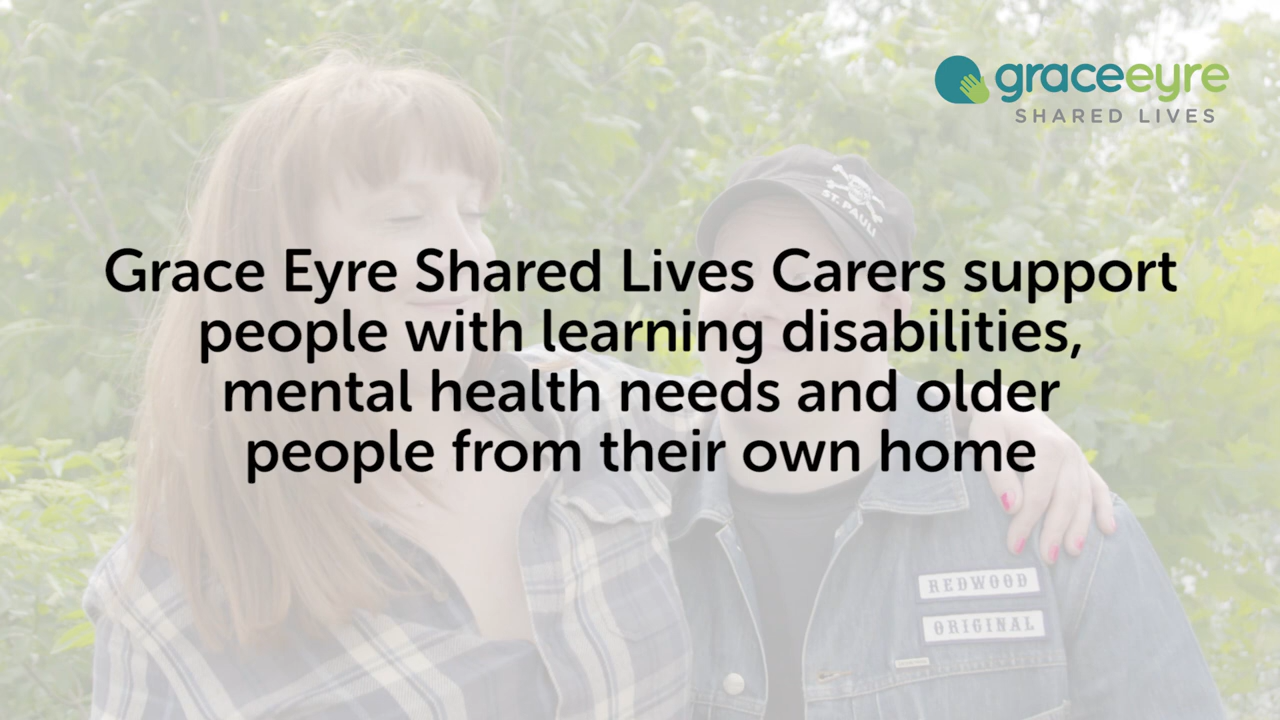 graceeyre
SHARED LIVES
ST. PAULI
Grace Eyre Shared Lives Carers support
people with learning disabilities,
mental health needs and older
people from their own home
REDWOOD
ORIGINAL